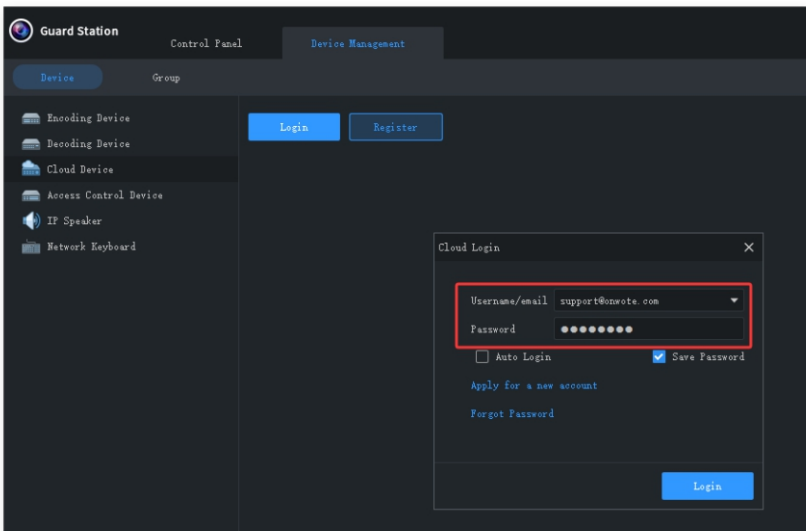 Guard Station
Control Panel
Device Management
Device
Group
Encoding Device
Decoding Device
Cloud Device
Access Control Device
IP Speaker
Network Keyboard
Login
Register
Cloud Login
Username/email support@onwote.com
Password
Auto Login
Save Password
Apply for a new account
Forgot Password
Login